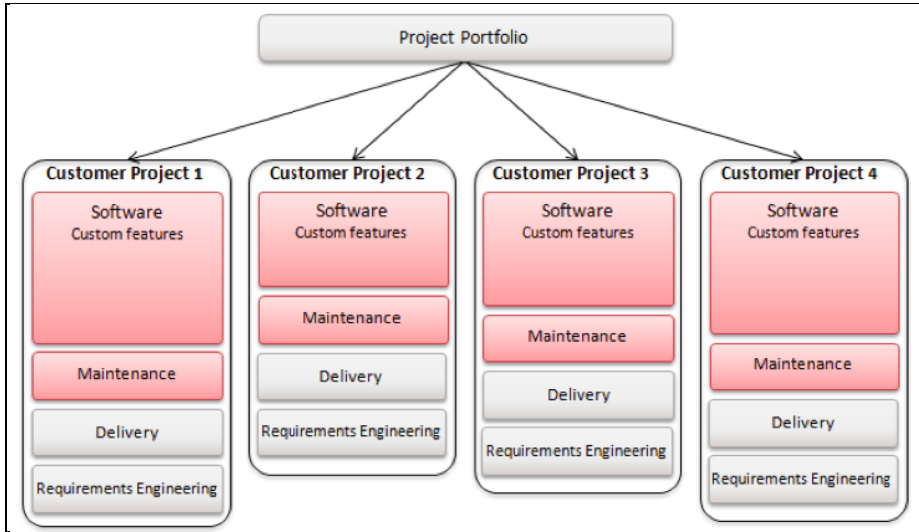 Project Portfolio
Customer Project 1
Software
Custom features
Maintenance
Delivery
Requirements Engineering
Customer Project 2
Software
Custom features
Maintenance
Delivery
Requirements Engineering
Customer Project 3
Software
Custom features
Maintenance
Delivery
Requirements Engineering
Customer Project 4
Software
Custom features
Maintenance
Delivery
Requirements Engineering